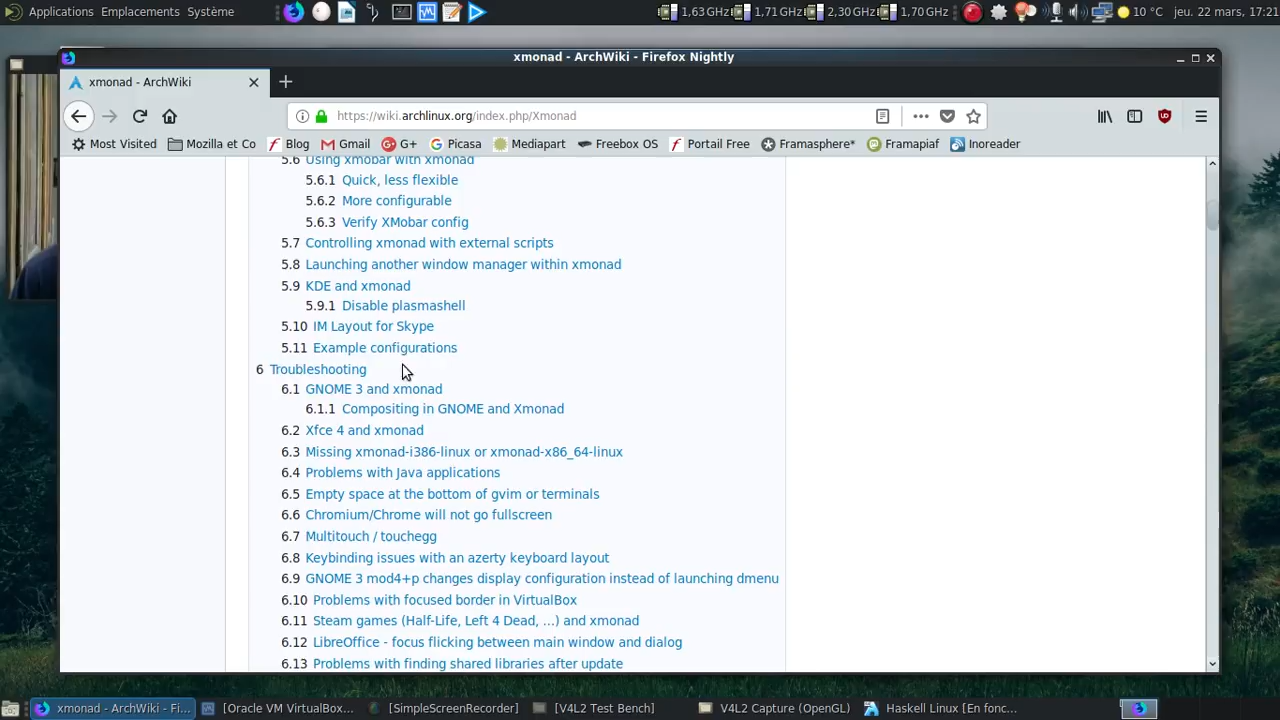 Applications Emplacements Système 1,63 GHz 1,71 GHz 2,30 GHz 1,70 GHz 10 °C jeu. 22 mars, 17:21
xmonad - ArchWiki - Firefox Nightly
xmonad - ArchWiki
https://wiki.archlinux.org/index.php/Xmonad
Most Visited Mozilla et Co Blog Gmail G+ Picasa Mediapart Freebox OS Portail Free Framasphere* Framapiaf Inoreader
5.6 Using xmobar with xmonad
5.6.1 Quick, less flexible
5.6.2 More configurable
5.6.3 Verify XMobar config
5.7 Controlling xmonad with external scripts
5.8 Launching another window manager within xmonad
5.9 KDE and xmonad
5.9.1 Disable plasmashell
5.10 IM Layout for Skype
5.11 Example configurations
6 Troubleshooting
6.1 GNOME 3 and xmonad
6.1.1 Compositing in GNOME and Xmonad
6.2 Xfce 4 and xmonad
6.3 Missing xmonad-i386-linux or xmonad-x86_64-linux
6.4 Problems with Java applications
6.5 Empty space at the bottom of gvim or terminals
6.6 Chromium/Chrome will not go fullscreen
6.7 Multitouch / touchegg
6.8 Keybinding issues with an azerty keyboard layout
6.9 GNOME 3 mod4+p changes display configuration instead of launching dmenu
6.10 Problems with focused border in VirtualBox
6.11 Steam games (Half-Life, Left 4 Dead, …) and xmonad
6.12 LibreOffice - focus flicking between main window and dialog
6.13 Problems with finding shared libraries after update
xmonad - ArchWiki - Fi... [Oracle VM VirtualBox... [SimpleScreenRecorder] [V4L2 Test Bench] V4L2 Capture (OpenGL) Haskell Linux [En fonc...